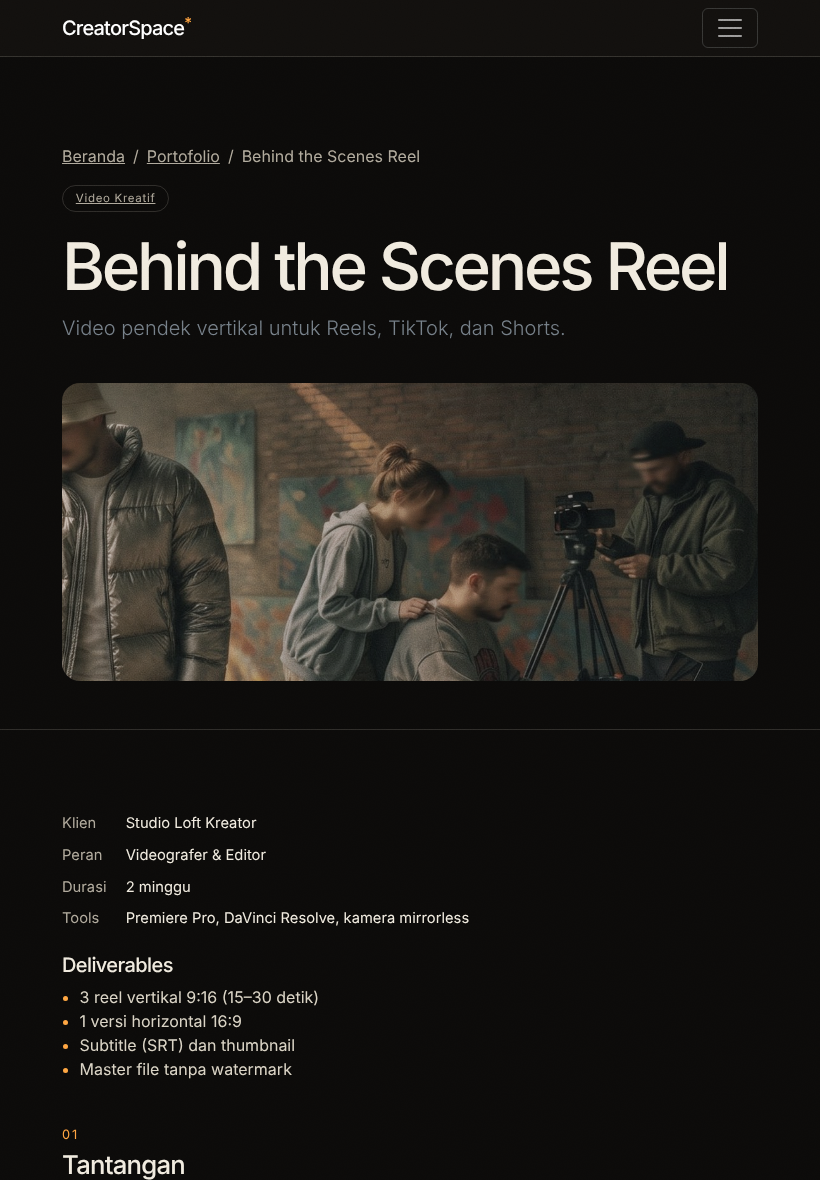 CreatorSpace*
Beranda / Portofolio / Behind the Scenes Reel
Video Kreatif
Behind the Scenes Reel
Video pendek vertikal untuk Reels, TikTok, dan Shorts.
Klien Studio Loft Kreator
Peran Videografer & Editor
Durasi 2 minggu
Tools Premiere Pro, DaVinci Resolve, kamera mirrorless
Deliverables
• 3 reel vertikal 9:16 (15–30 detik)
• 1 versi horizontal 16:9
• Subtitle (SRT) dan thumbnail
• Master file tanpa watermark
01
Tantangan